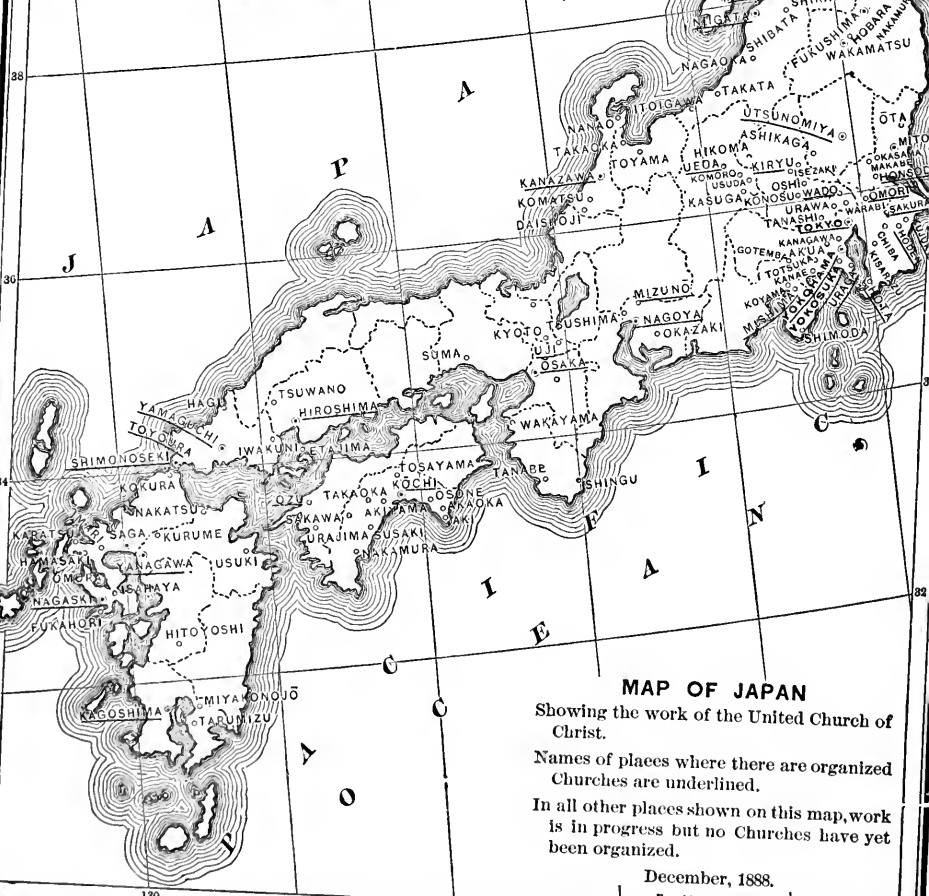 38
36
34
32
130
J A P A
P A C I F I C
O C E A N
NIIGATA
SHIBATA
NAGAOKA
FUKUSHIMA
HOBARA
WAKAMATSU
TAKATA
ITOIGAWA
NANAO
TAKAOKA
TOYAMA
UTSUNOMIYA
ASHIKAGA
ŌTA
MITO
HIKOMA
UEDA
KIRYU
KOMORO
ISEZAKI
USUDA
OSHI
KASUGA
KONOSU
WADO
MAKABE
OMORI
URAWA
WARABI
SAKURA
TANASHI
TOKYO
KANAZAWA
KOMATSU
DAISHOJI
KANAGAWA
GOTEMBA
TOTSUKA
KANAE
CHIBA
YOKOHAMA
YOKOSUKA
SHIMODA
MIZUNO
KYOTO
TSUSHIMA
NAGOYA
OKAZAKI
UJI
SUMA
OSAKA
TSUWANO
HAGI
HIROSHIMA
YAMAGUCHI
TOYOURA
WAKAYAMA
IWAKUNI
ETAJIMA
SHIMONOSEKI
TOSAYAMA
TANABE
KOKURA
KŌCHI
SHINGU
OZU
TAKAOKA
OSONE
NAKATSU
AKAOKA
SAKAWA
AKIYAMA
AKI
SAGA
KURUME
URAJIMA
SUSAKI
NAKAMURA
YANAGAWA
USUKI
ISAHAYA
NAGASKI
FUKAHORI
HITOYOSHI
MIYAKONOJŌ
KAGOSHIMA
TARUMIZU
MAP OF JAPAN
Showing the work of the United Church of
Christ.
Names of places where there are organized
Churches are underlined.
In all other places shown on this map, work
is in progress but no Churches have yet
been organized.
December, 1888.